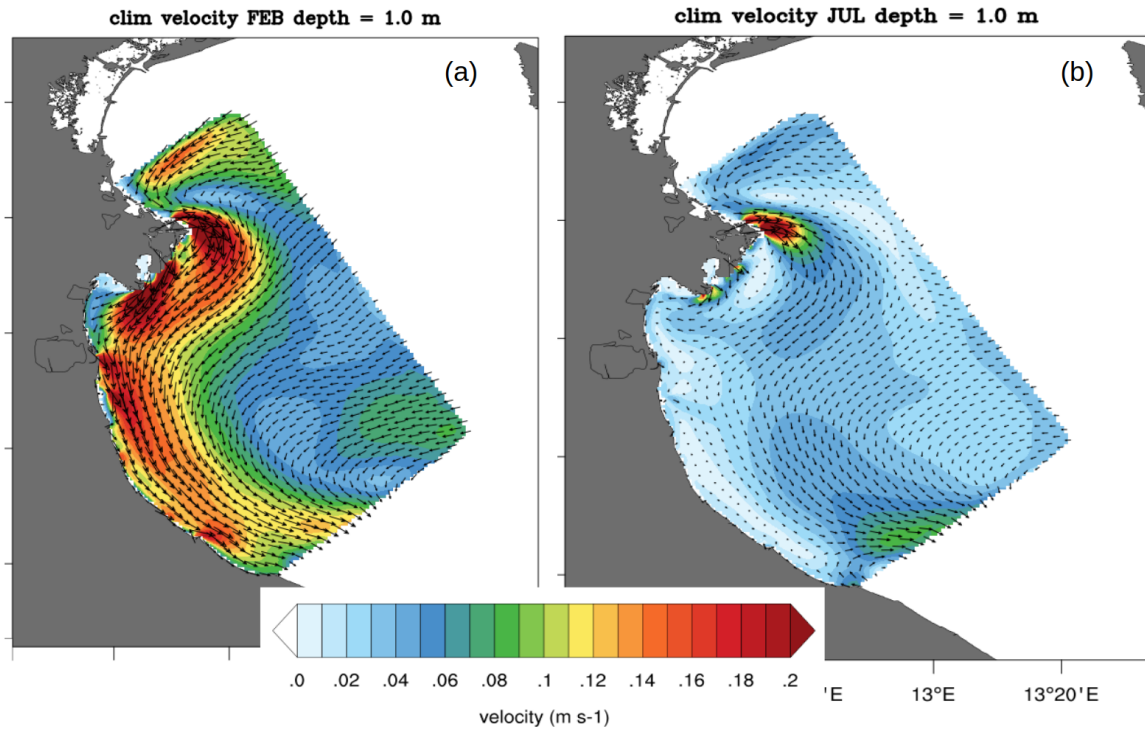 clim velocity FEB depth = 1.0 m
clim velocity JUL depth = 1.0 m
(a)
(b)
'E
13°E
13°20'E
.0
.02
.04
.06
.08
.1
.12
.14
.16
.18
.2
velocity (m s-1)